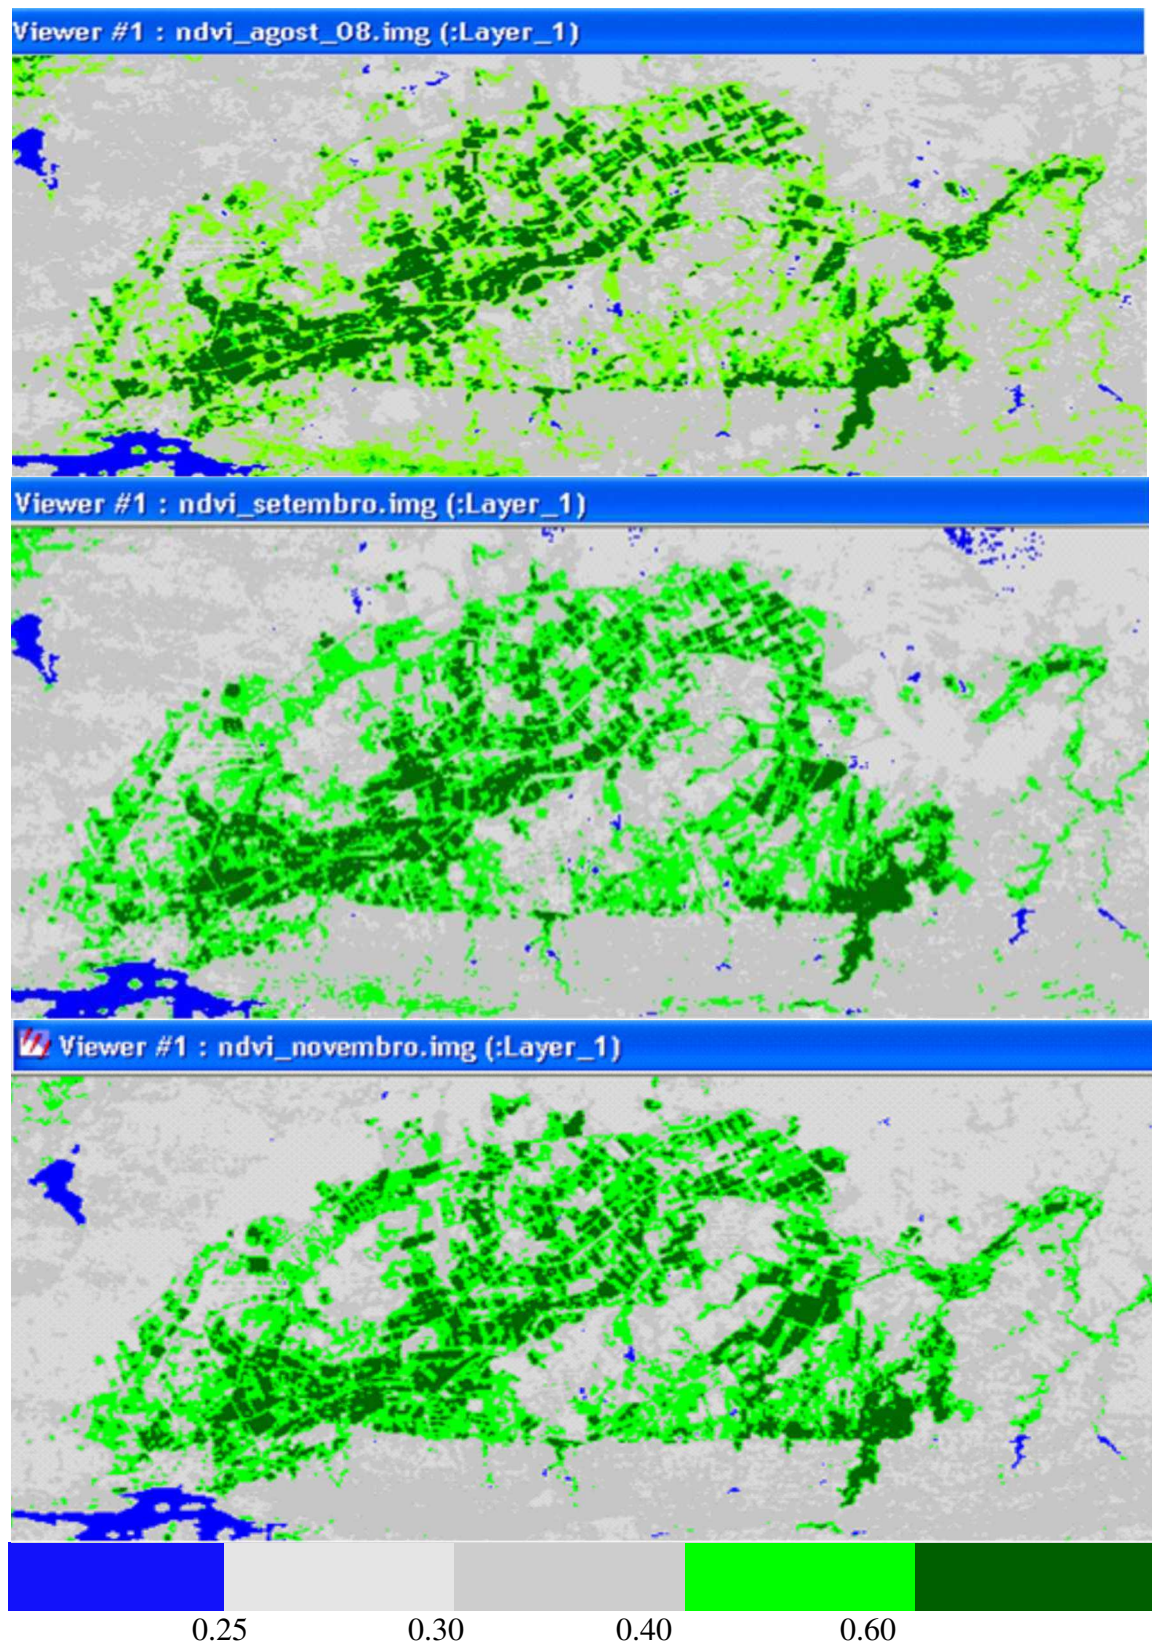 Viewer #1 : ndvi_agost_08.img (:Layer_1)
Viewer #1 : ndvi_setembro.img (:Layer_1)
Viewer #1 : ndvi_novembro.img (:Layer_1)
0.25 0.30 0.40 0.60